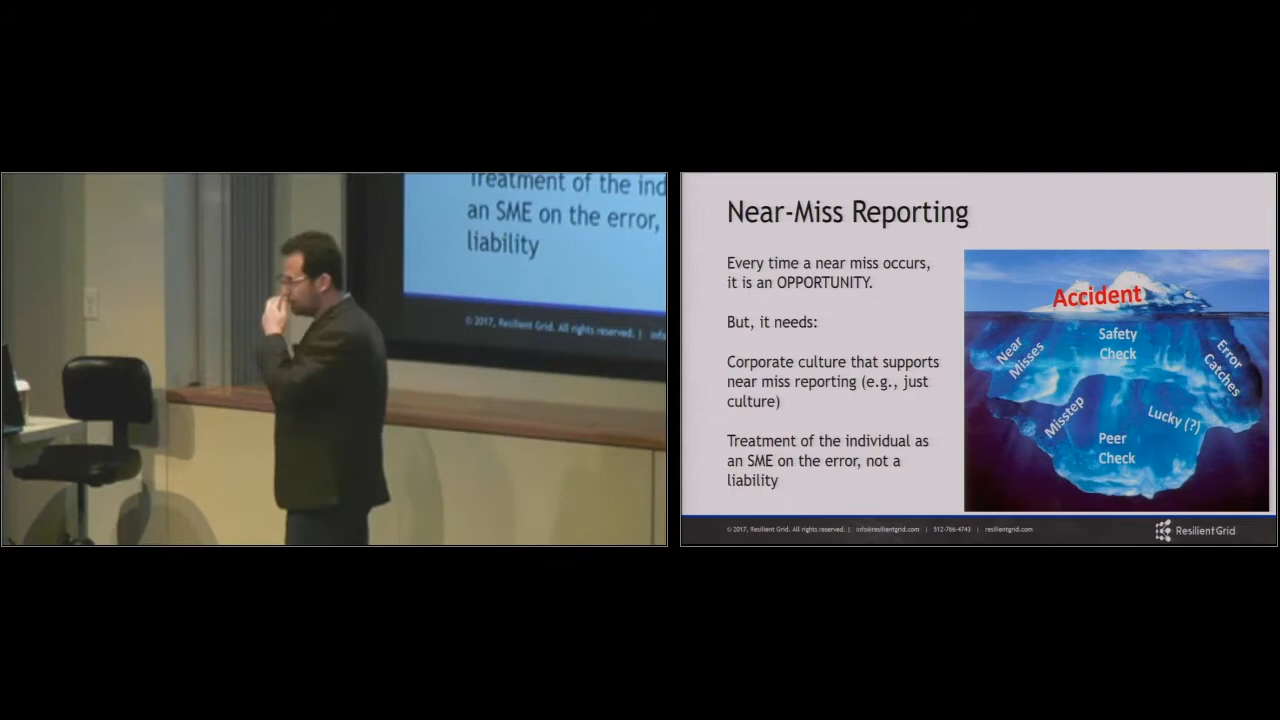 Treatment of the ind
an SME on the error,
liability
© 2017, Resilient Grid. All rights reserved. | info
Near-Miss Reporting
Every time a near miss occurs,
it is an OPPORTUNITY.
But, it needs:
Corporate culture that supports
near miss reporting (e.g., just
culture)
Treatment of the individual as
an SME on the error, not a
liability
Accident
Near
Misses
Safety
Check
Error
Catches
Misstep
Lucky (?)
Peer
Check
© 2017, Resilient Grid. All rights reserved. | info@resilientgrid.com | 512-766-4743 | resilientgrid.com
ResilientGrid